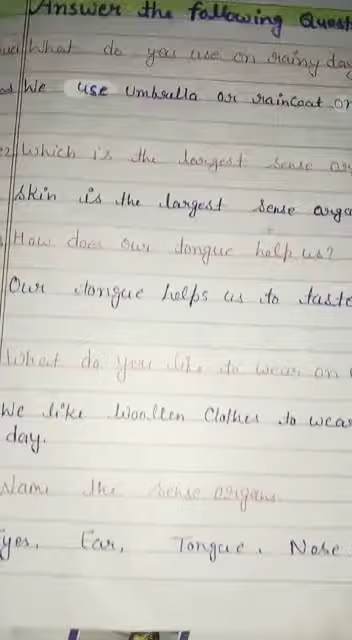 Answer the following Quest
What do you use on rainy day
We use Umbrella or raincoat on
Which is the largest sense
Skin is the largest sense orga
How does our tongue help us?
Our tongue helps us to taste
What do you like to wear on
We like Woollen Clothes to wear
day.
Name the sense organs.
Eyes, Ear, Tongue, Nose